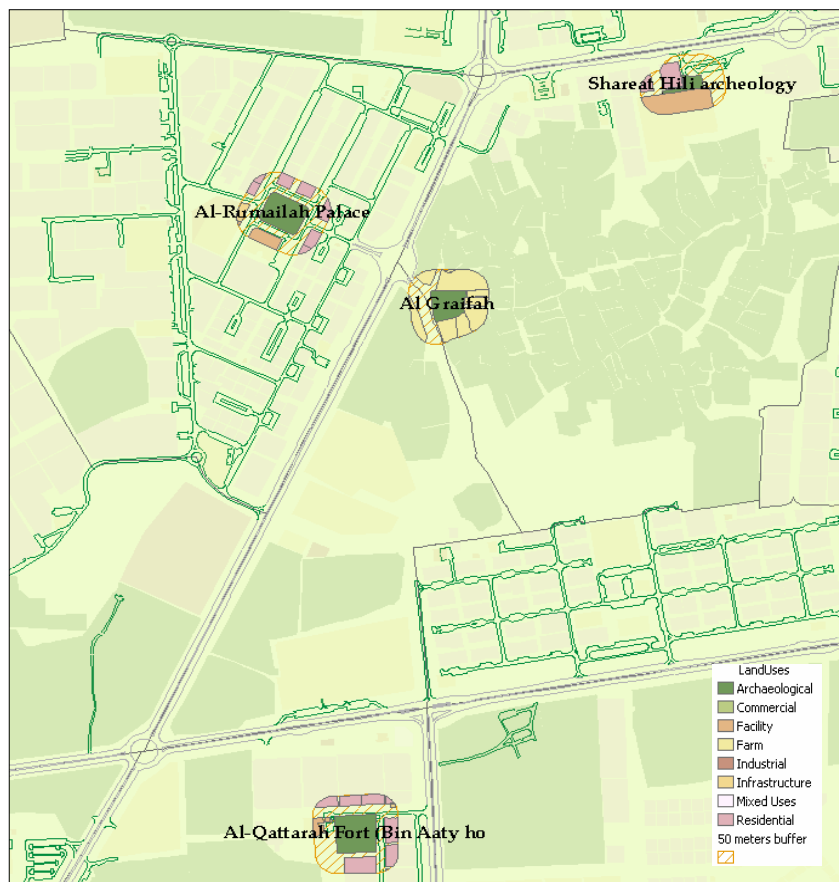 Shareat Hili archeology
Al-Rumailah Palace
Al Graifah
LandUses
Archaeological
Commercial
Facility
Farm
Industrial
Infrastructure
Mixed Uses
Residential
50 meters buffer
Al-Qattarah Fort (Bin Aaty ho